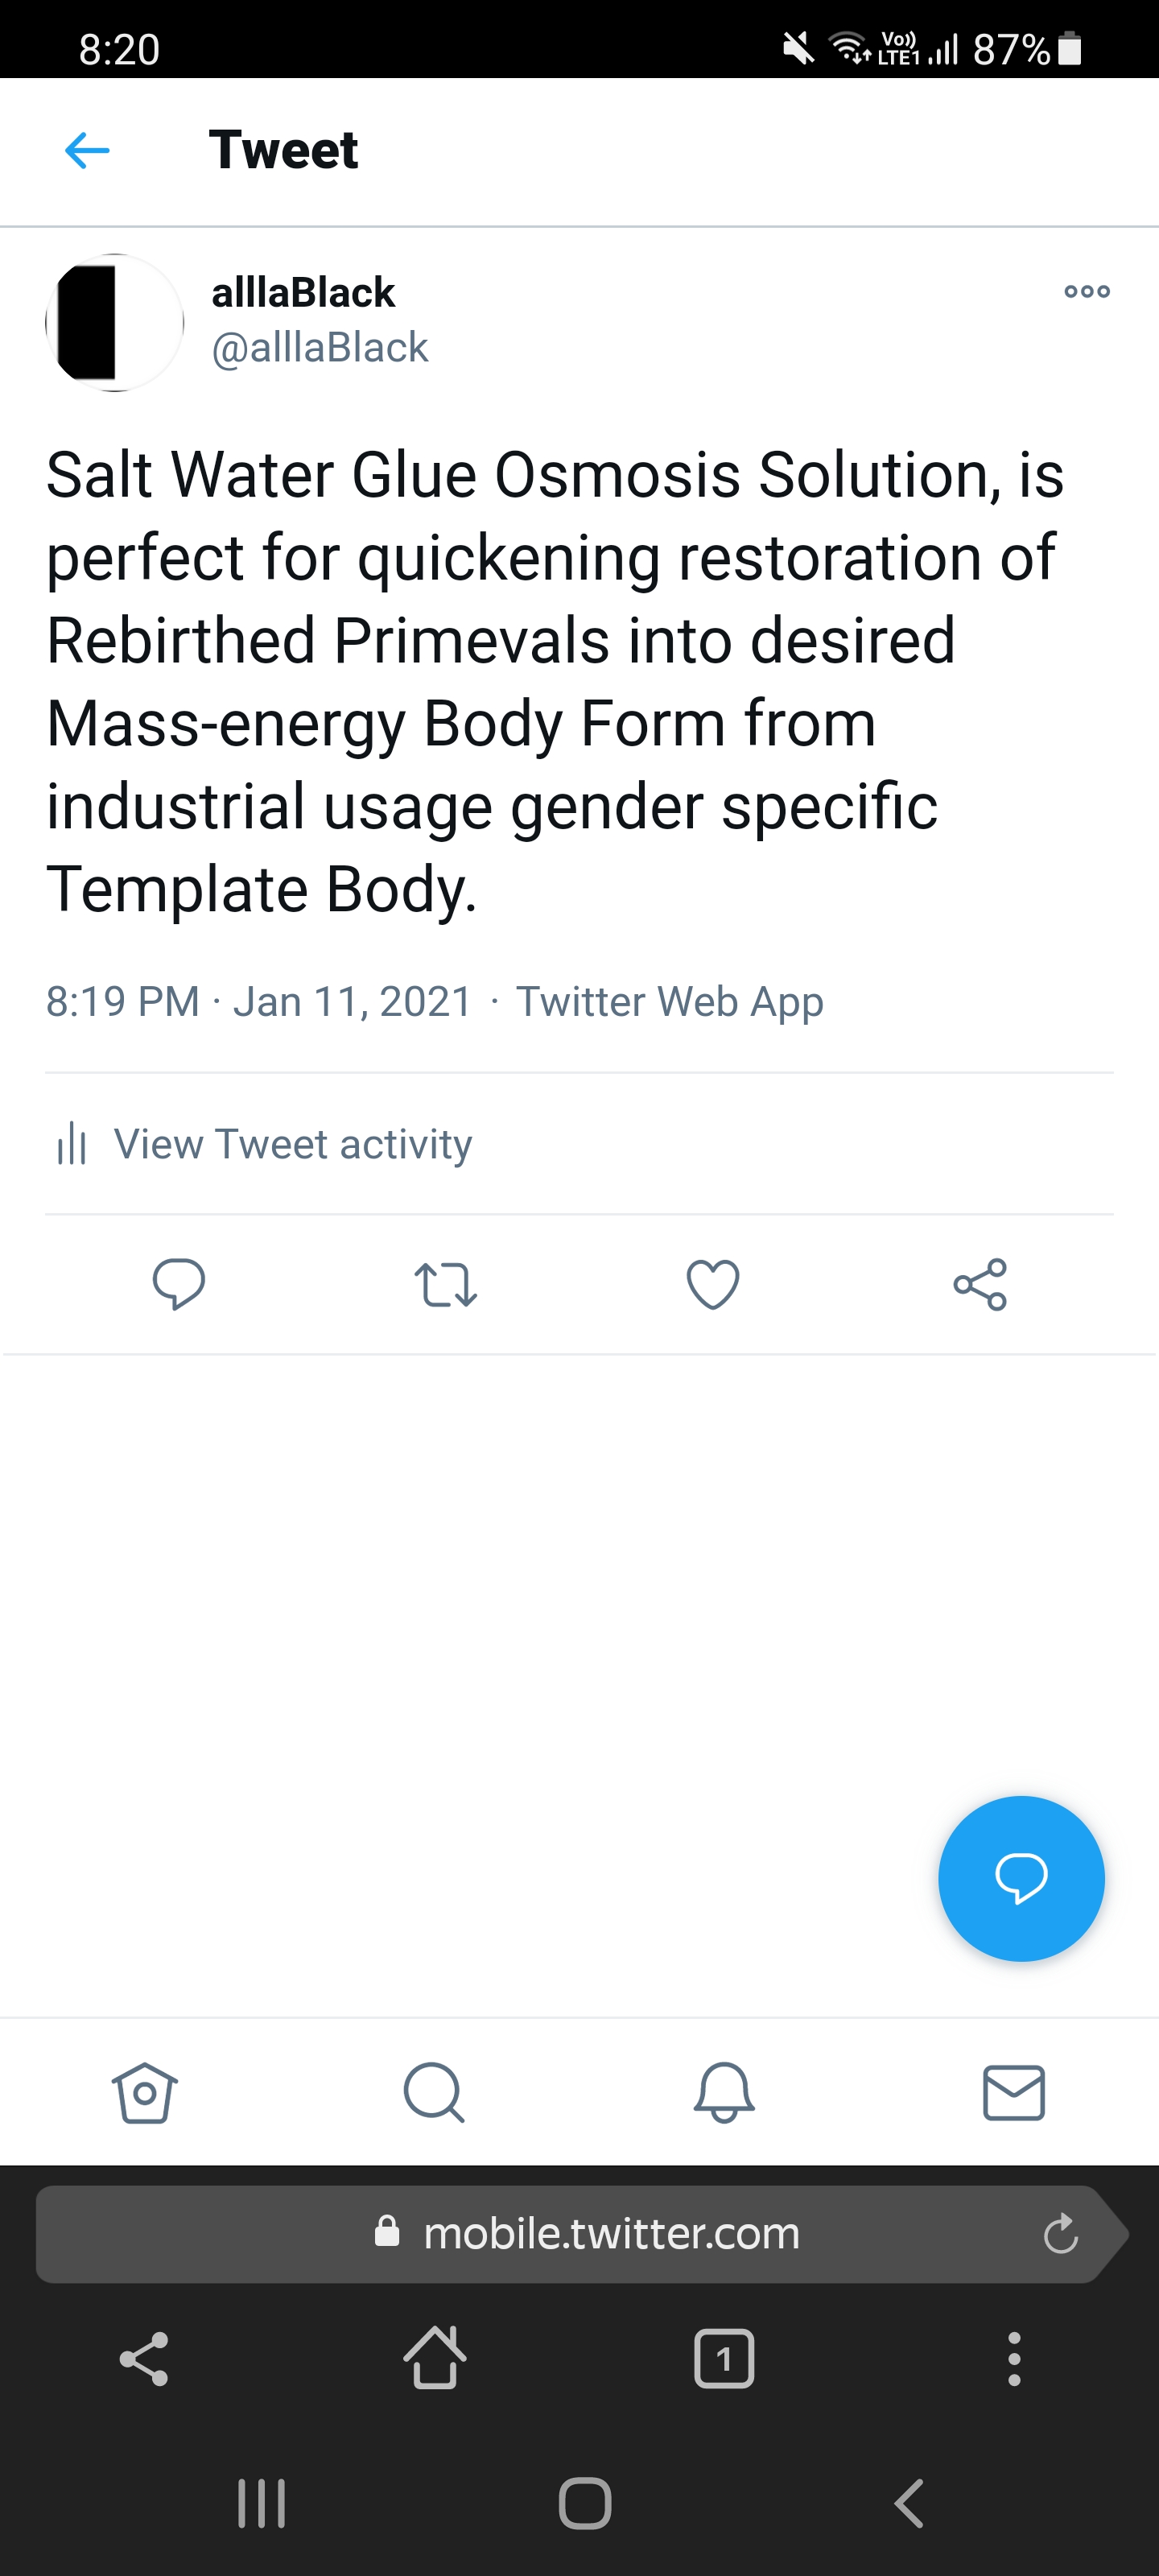 8:20
Vo))
LTE1
87%
Tweet
alllaBlack
@alllaBlack
Salt Water Glue Osmosis Solution, is
perfect for quickening restoration of
Rebirthed Primevals into desired
Mass-energy Body Form from
industrial usage gender specific
Template Body.
8:19 PM · Jan 11, 2021 · Twitter Web App
View Tweet activity
mobile.twitter.com
1